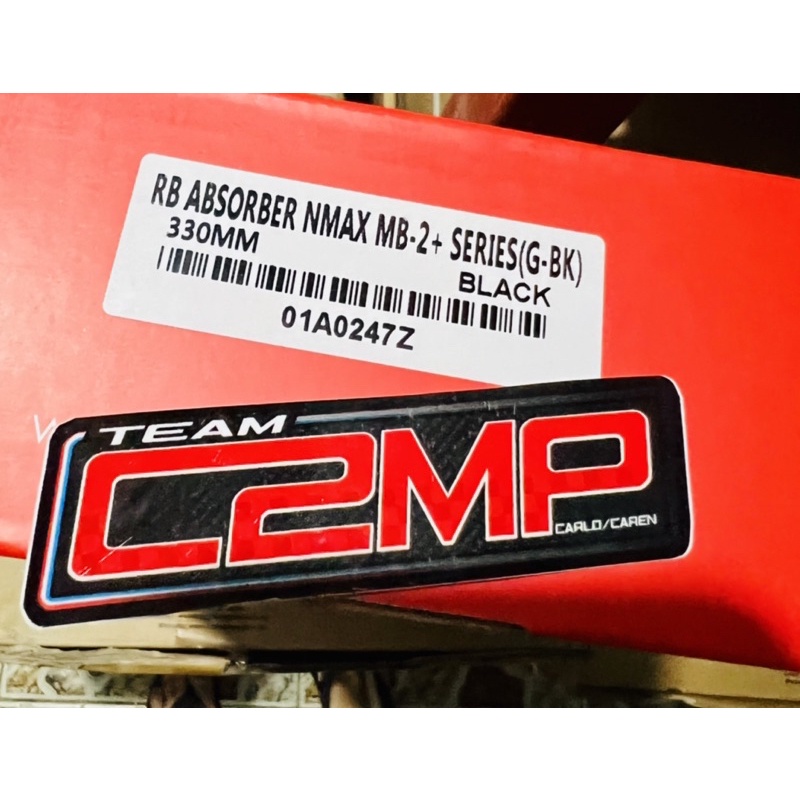 RB ABSORBER NMAX MB-2+ SERIES(G-BK)
330MM
BLACK
01A0247Z
TEAM
C2MP
CARLO/CAREN